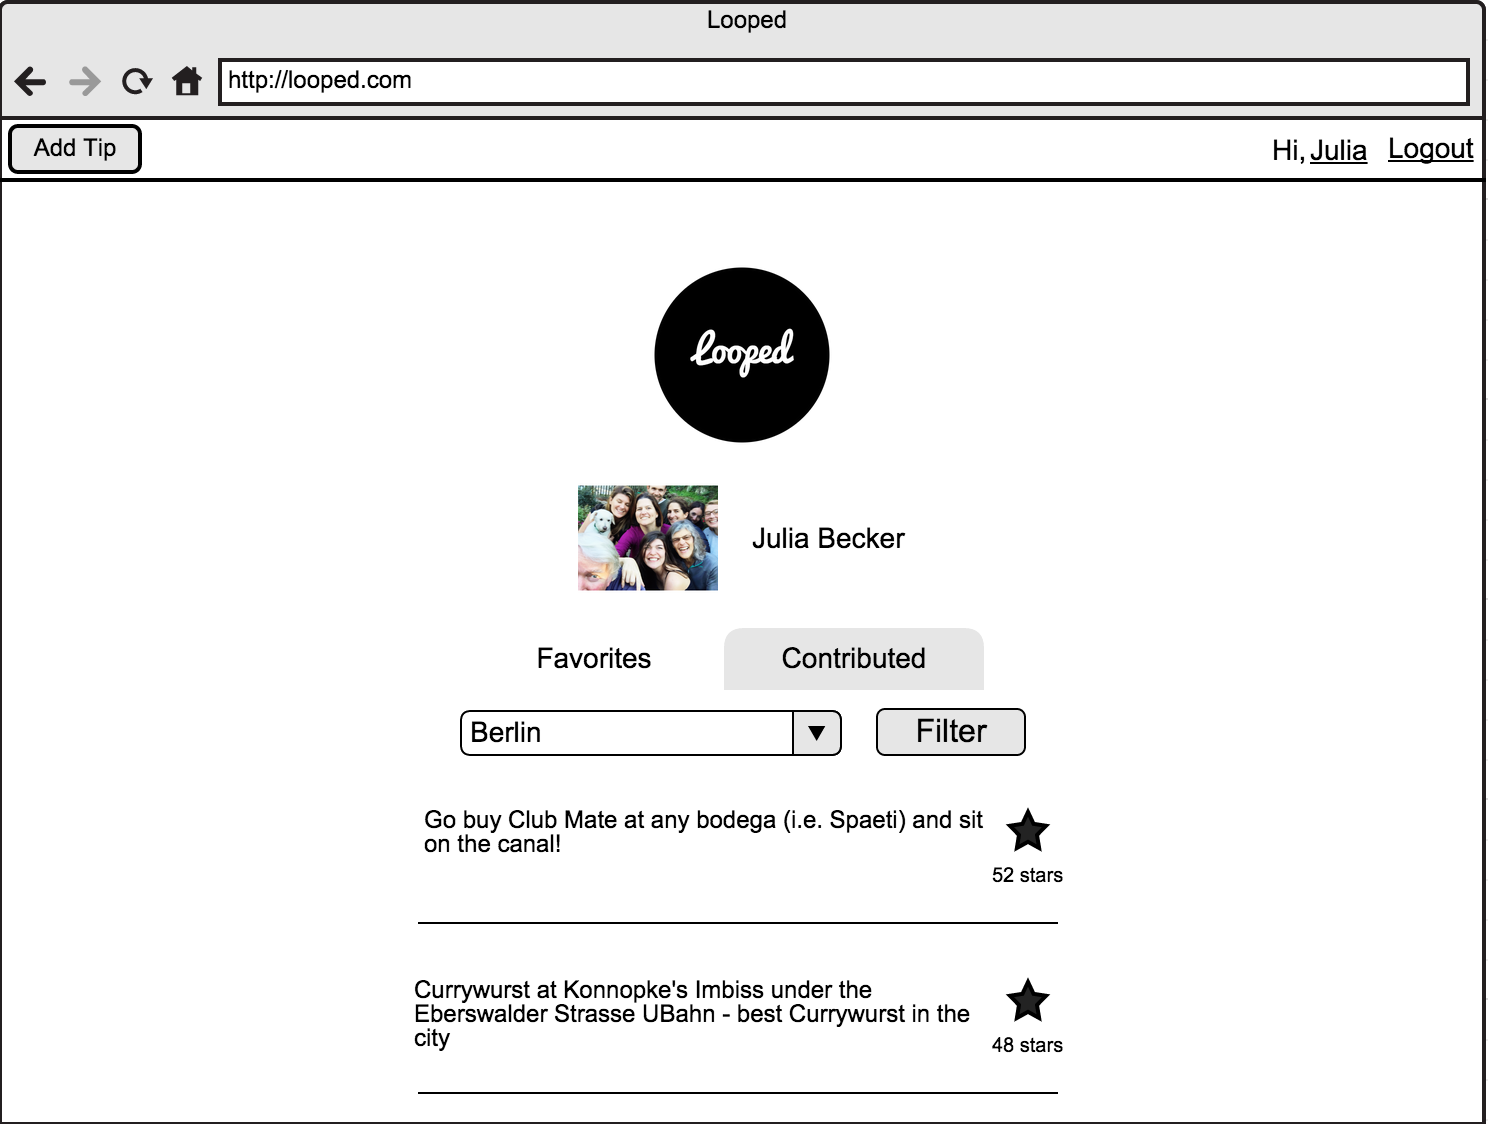 Looped
http://looped.com
Add Tip
Hi, Julia Logout
Looped
Julia Becker
Favorites Contributed
Berlin Filter
Go buy Club Mate at any bodega (i.e. Spaeti) and sit
on the canal!
52 stars
Currywurst at Konnopke's Imbiss under the
Eberswalder Strasse UBahn - best Currywurst in the
city
48 stars